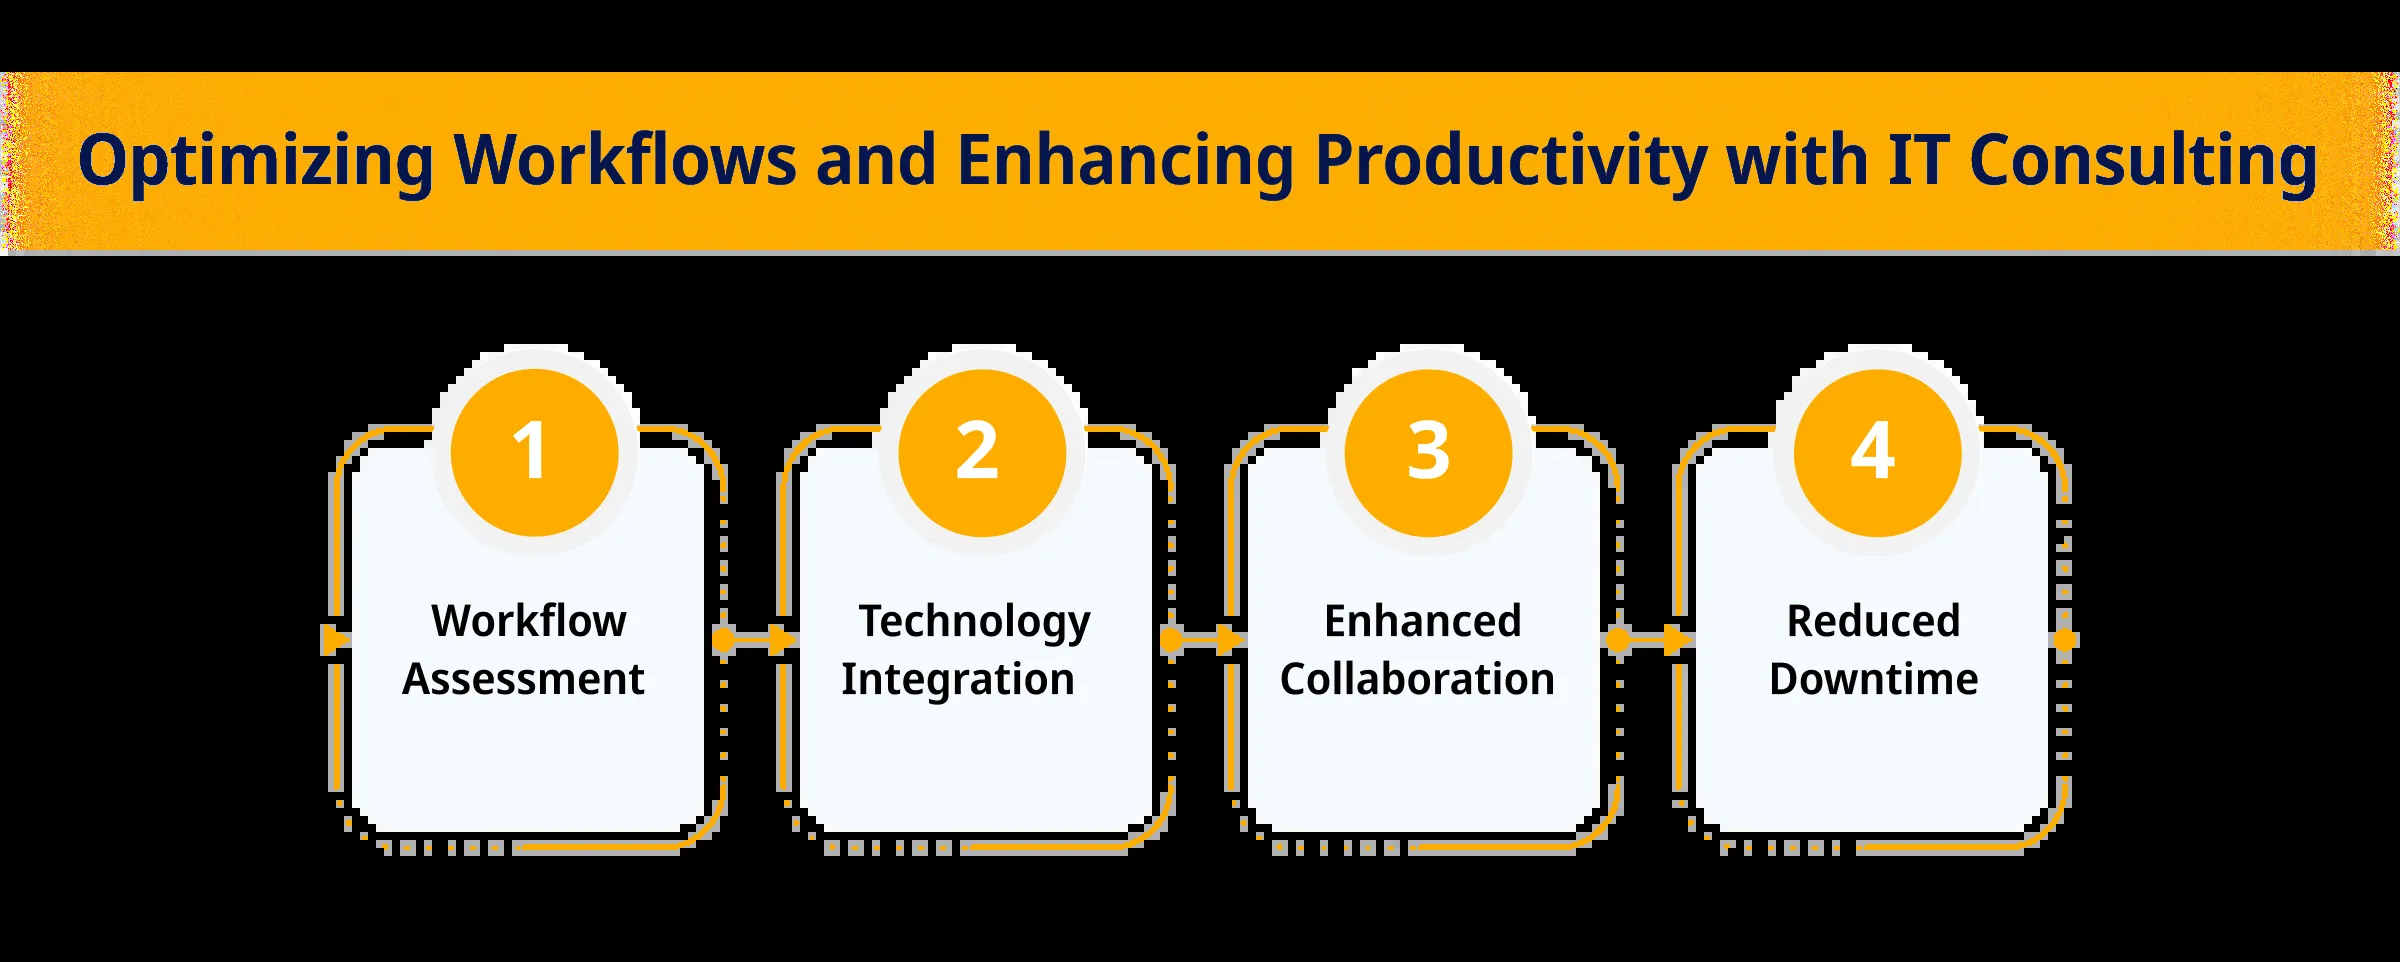 Optimizing Workflows and Enhancing Productivity with IT Consulting
1
Workflow
Assessment
2
Technology
Integration
3
Enhanced
Collaboration
4
Reduced
Downtime